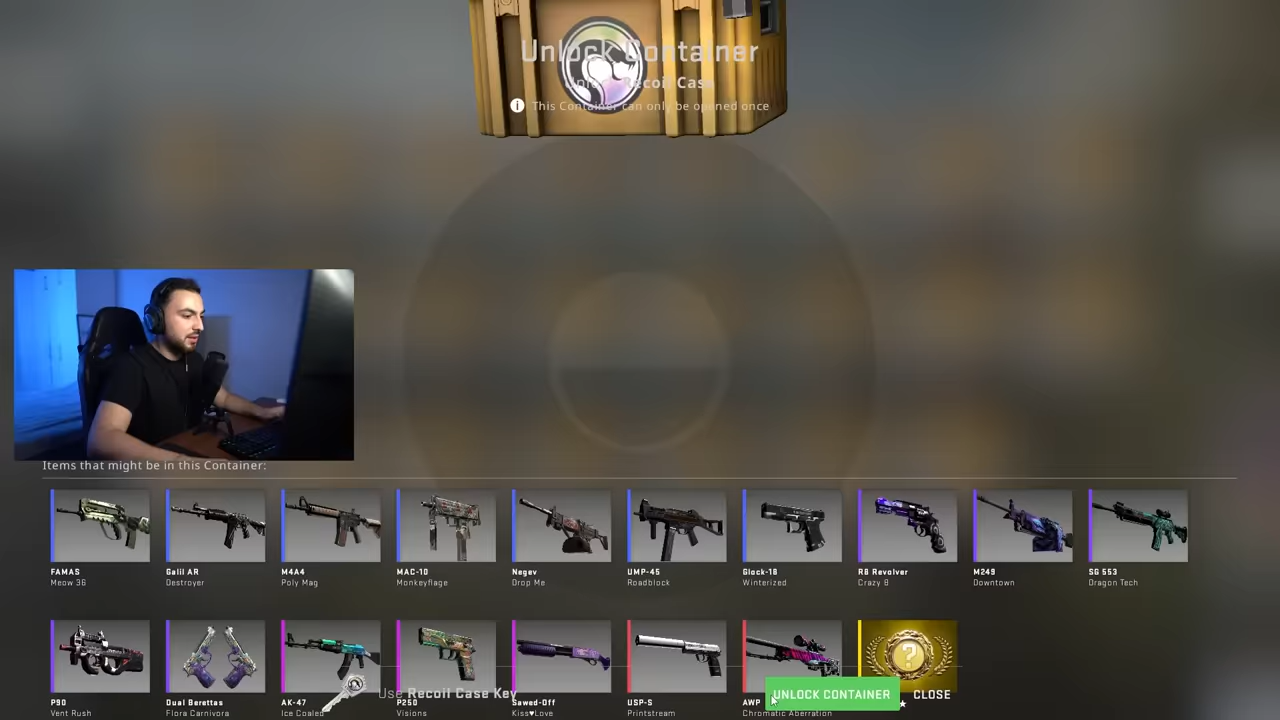 Unlock Container
Unlock Recoil Case
This Container can only be opened once
Items that might be in this Container:
FAMAS
Meow 36
Galil AR
Destroyer
M4A4
Poly Mag
MAC-10
Monkeyflage
Negev
Drop Me
UMP-45
Roadblock
Glock-18
Winterized
R8 Revolver
Crazy 8
M249
Downtown
SG 553
Dragon Tech
P90
Vent Rush
Dual Berettas
Flora Carnivora
AK-47
Ice Coaled
P250
Visions
Sawed-Off
Kiss♥Love
USP-S
Printstream
AWP
Chromatic Aberration
Use Recoil Case Key
UNLOCK CONTAINER
CLOSE